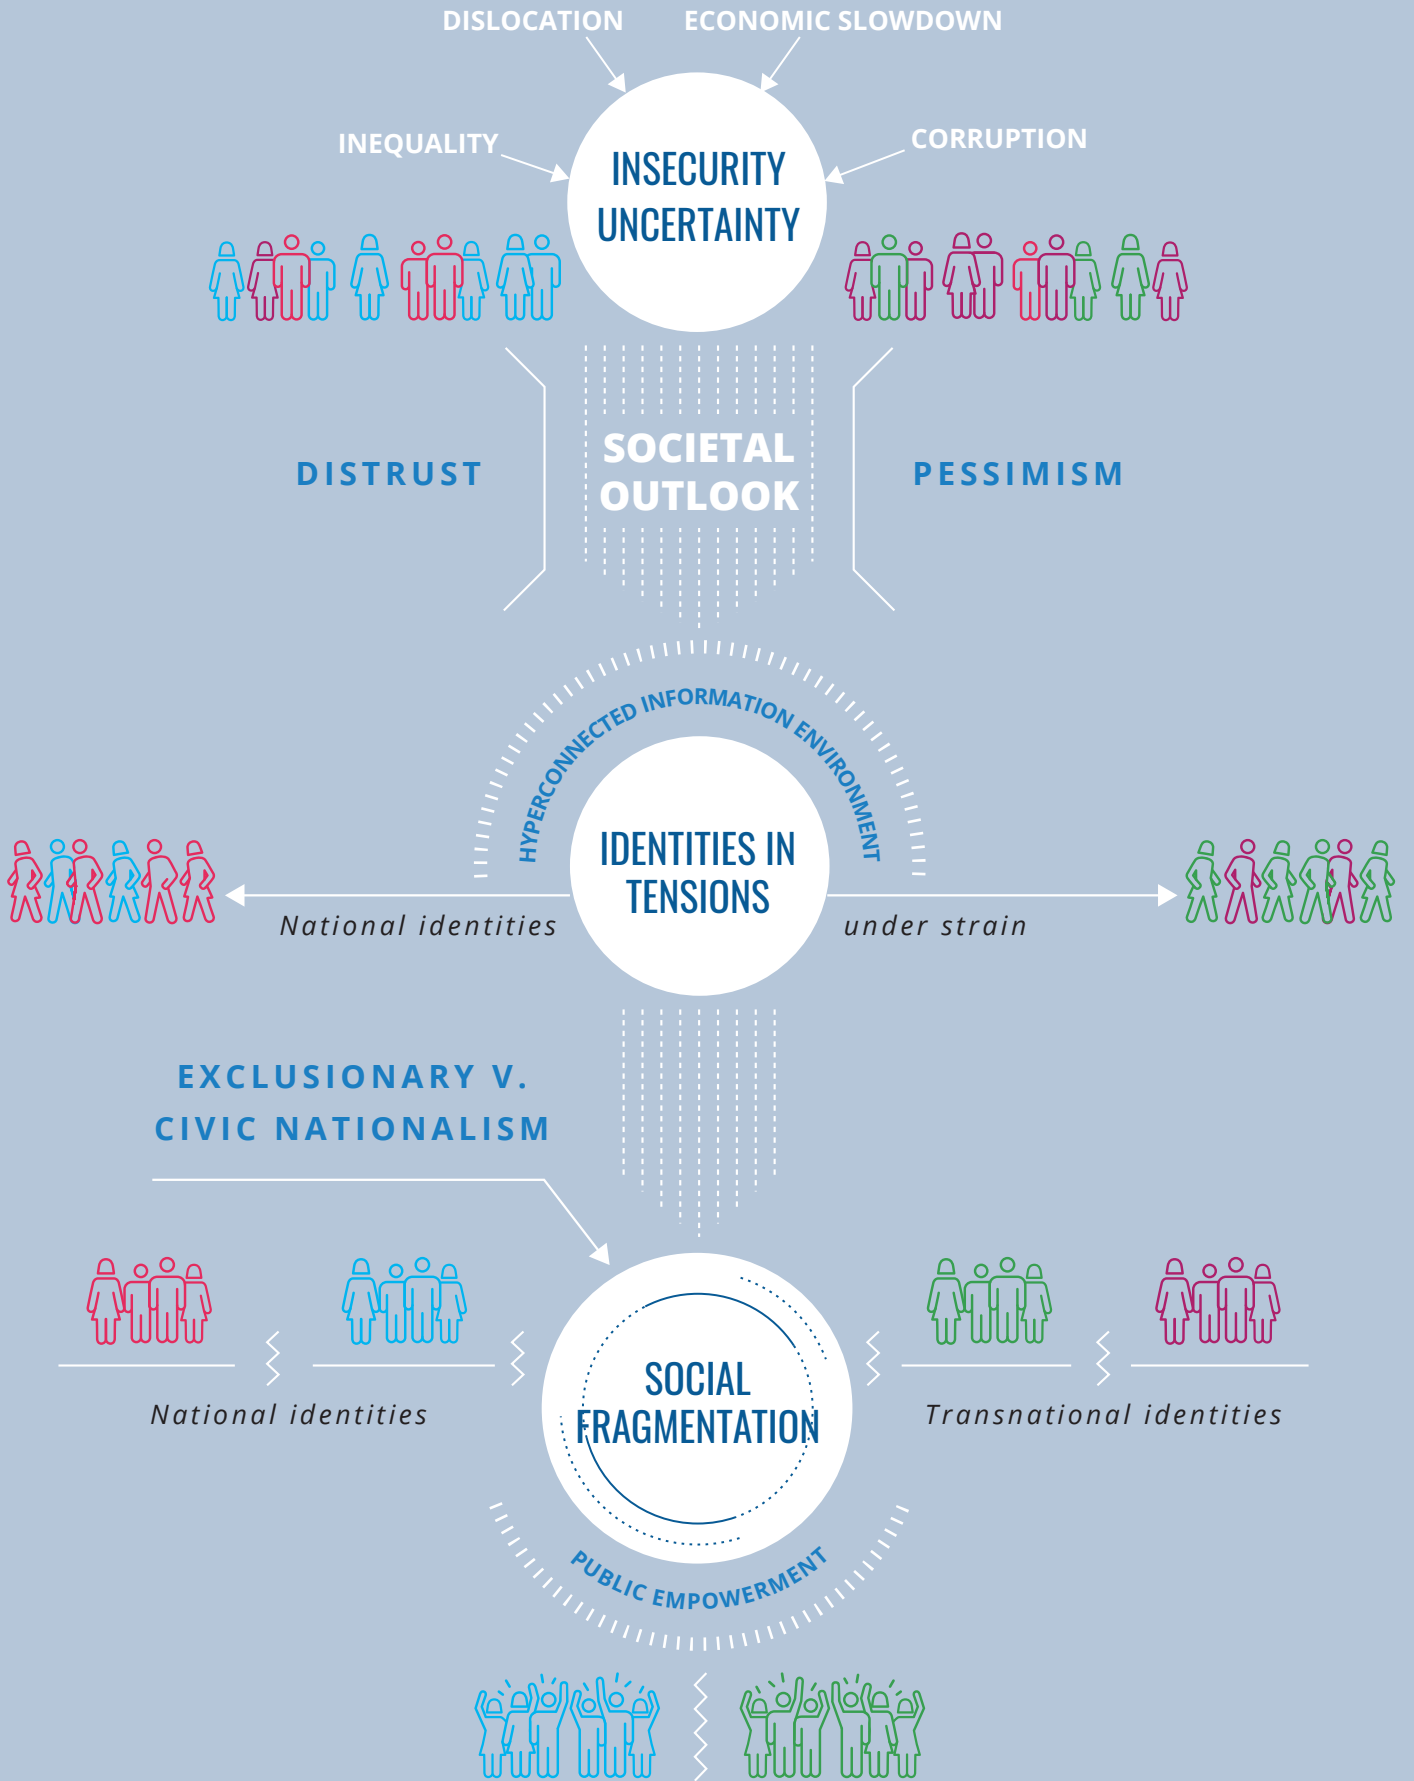 DISLOCATION
ECONOMIC SLOWDOWN
INEQUALITY
CORRUPTION
INSECURITY
UNCERTAINTY
SOCIETAL
OUTLOOK
DISTRUST
PESSIMISM
HYPERCONNECTED INFORMATION ENVIRONMENT
IDENTITIES IN
TENSIONS
National identities
under strain
EXCLUSIONARY V.
CIVIC NATIONALISM
SOCIAL
FRAGMENTATION
National identities
Transnational identities
PUBLIC EMPOWERMENT